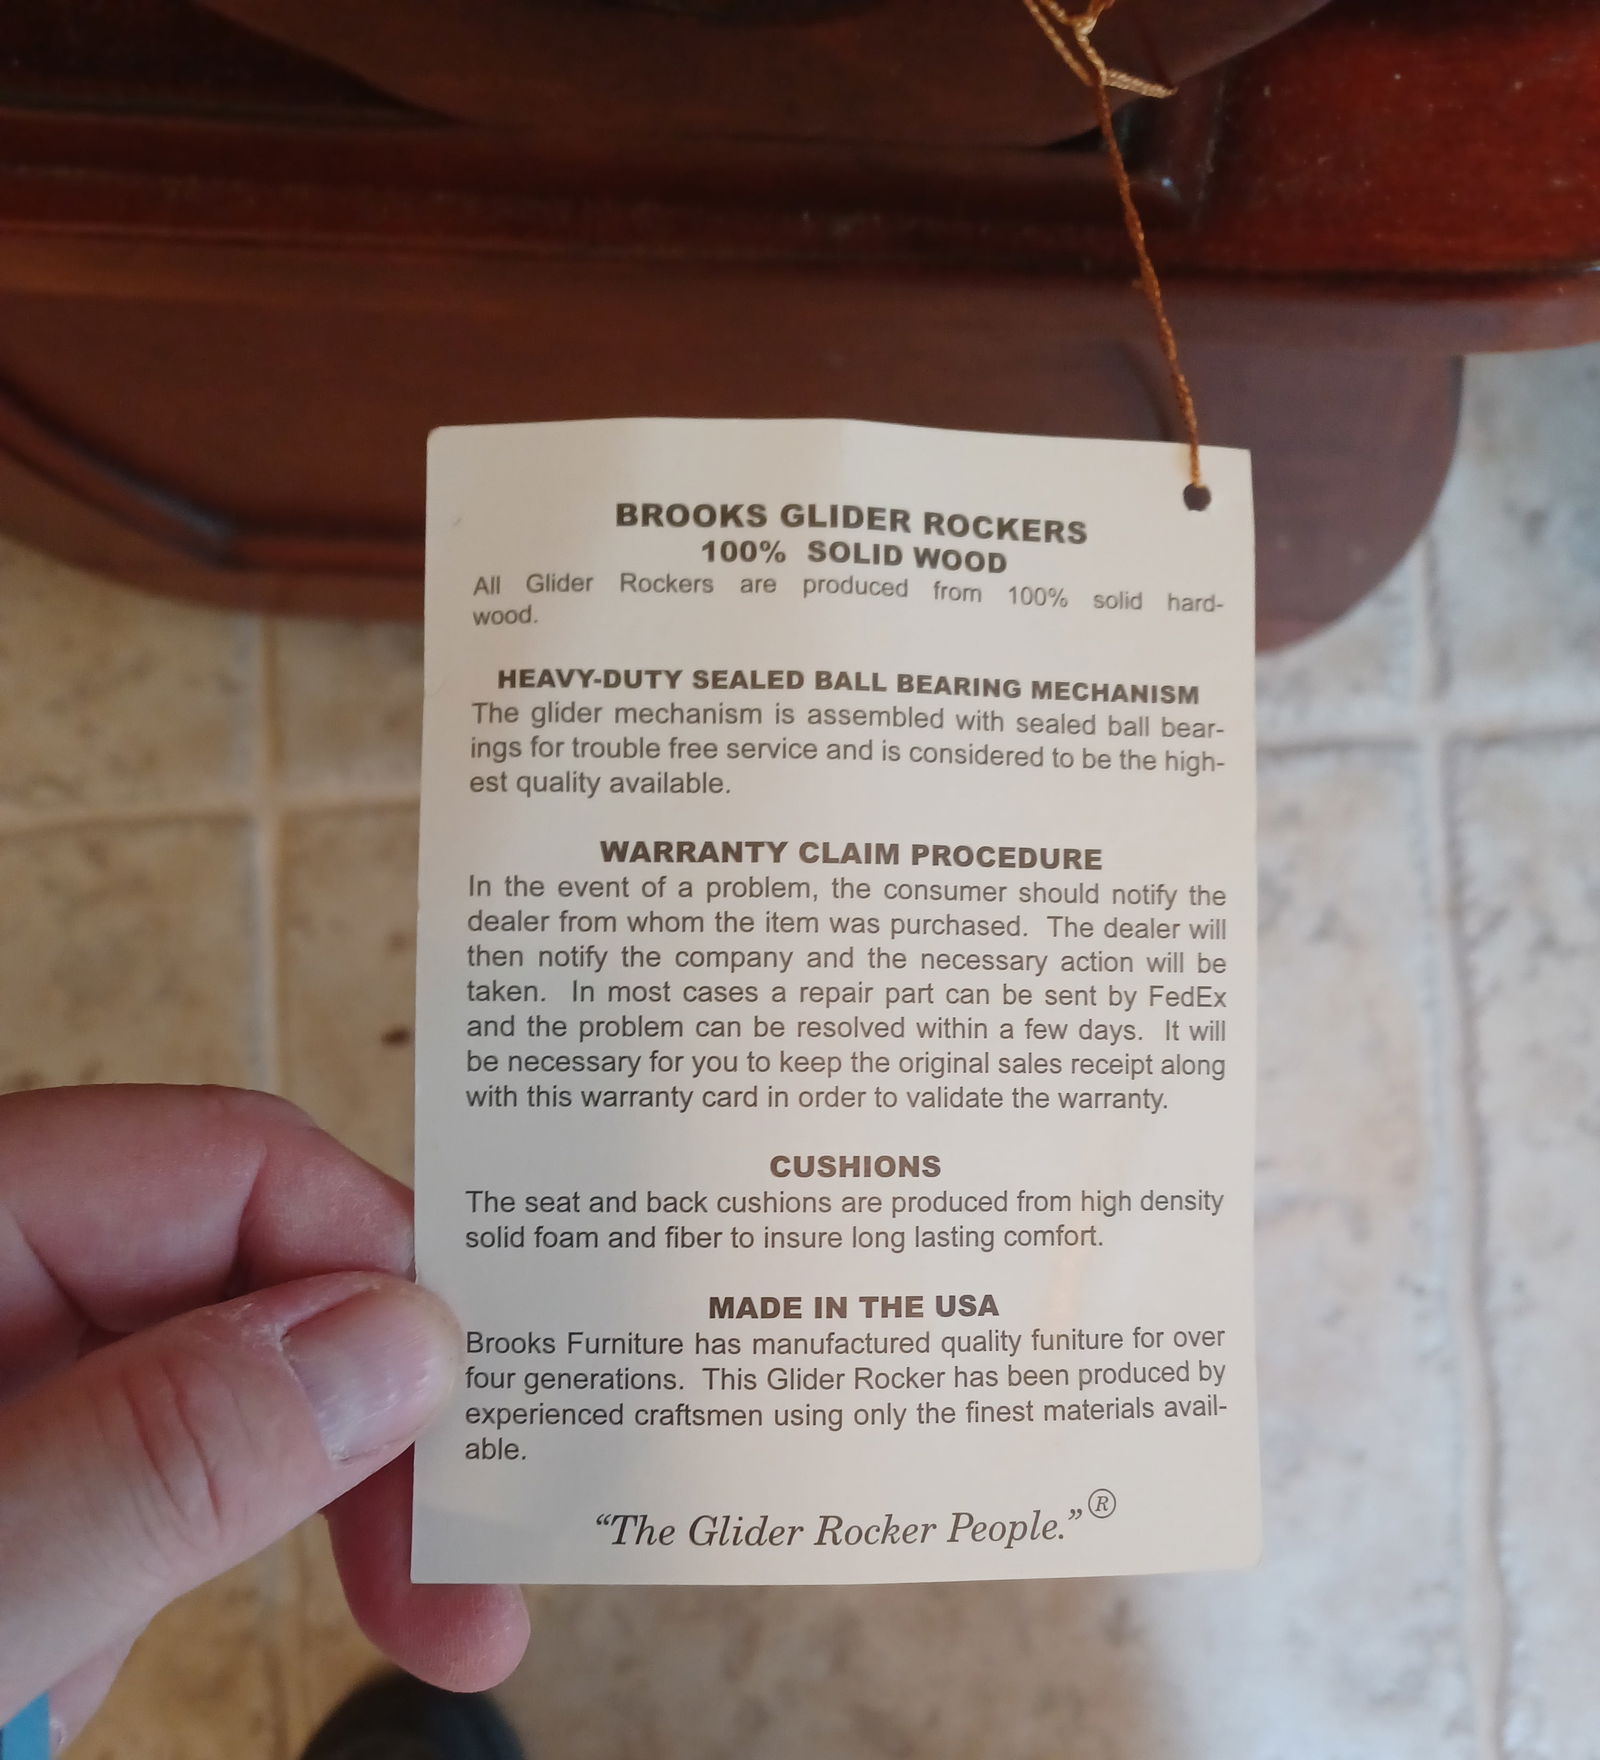 BROOKS GLIDER ROCKERS
100% SOLID WOOD
All Glider Rockers are produced from 100% solid hard-
wood.
HEAVY-DUTY SEALED BALL BEARING MECHANISM
The glider mechanism is assembled with sealed ball bear-
ings for trouble free service and is considered to be the high-
est quality available.
WARRANTY CLAIM PROCEDURE
In the event of a problem, the consumer should notify the
dealer from whom the item was purchased. The dealer will
then notify the company and the necessary action will be
taken. In most cases a repair part can be sent by FedEx
and the problem can be resolved within a few days. It will
be necessary for you to keep the original sales receipt along
with this warranty card in order to validate the warranty.
CUSHIONS
The seat and back cushions are produced from high density
solid foam and fiber to insure long lasting comfort.
MADE IN THE USA
Brooks Furniture has manufactured quality funiture for over
four generations. This Glider Rocker has been produced by
experienced craftsmen using only the finest materials avail-
able.
“The Glider Rocker People.”®